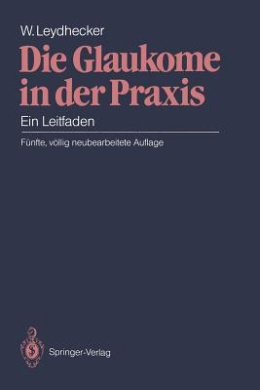 W. Leydhecker
Die Glaukome
in der Praxis
Ein Leitfaden
Fünfte, völlig neubearbeitete Auflage
Springer-Verlag